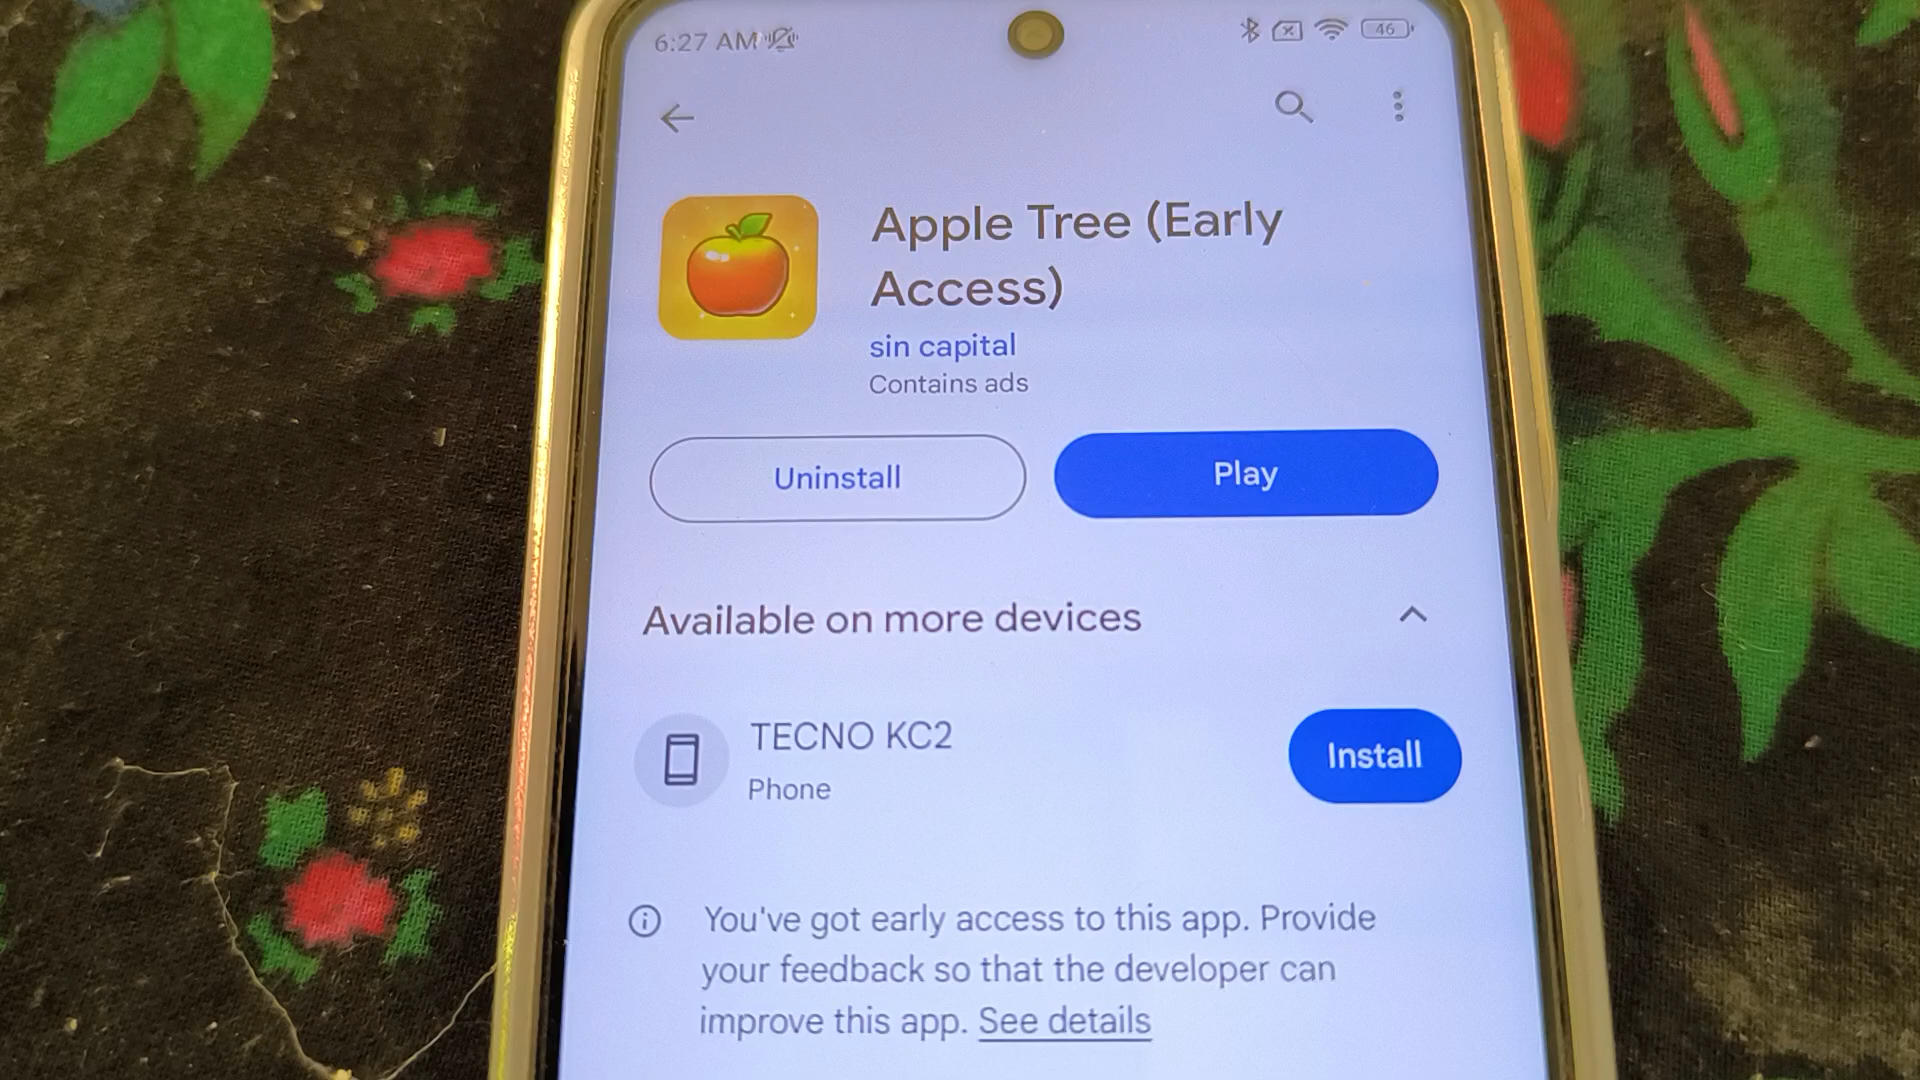 6:27 AM
46
Apple Tree (Early
Access)
sin capital
Contains ads
Uninstall
Play
Available on more devices
TECNO KC2
Phone
Install
You've got early access to this app. Provide
your feedback so that the developer can
improve this app. See details